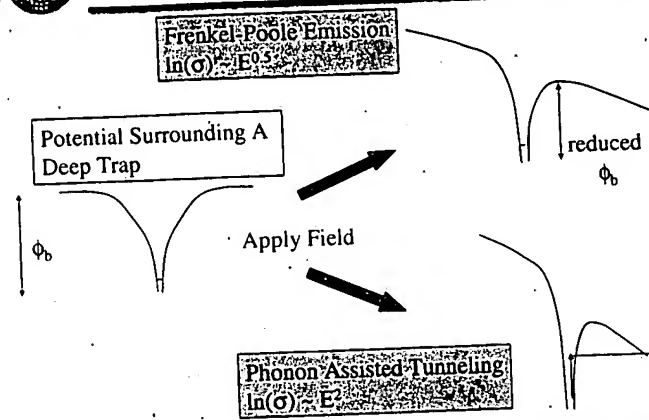 Frenkel-Poole Emission
ln(σ) ~ E^0.5
Potential Surrounding A
Deep Trap
reduced
ϕb
ϕb
Apply Field
Phonon Assisted Tunneling
ln(σ) ~ E^2